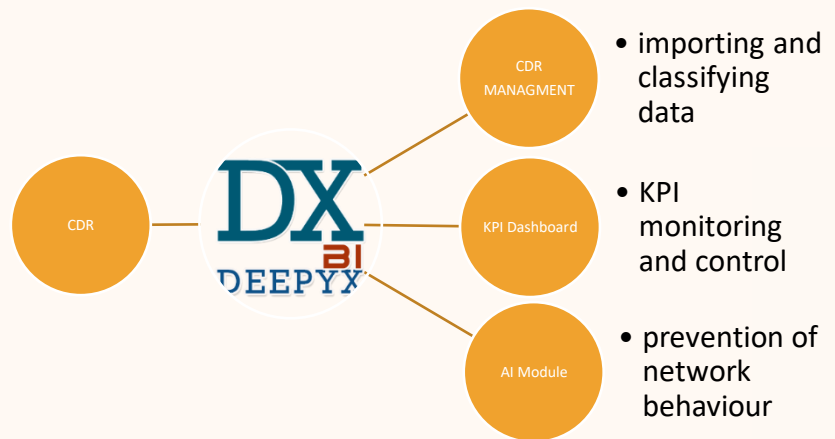 CDR
DX
BI
DEEPYX
CDR
MANAGMENT
• importing and
classifying
data
KPI Dashboard
• KPI
monitoring
and control
AI Module
• prevention of
network
behaviour